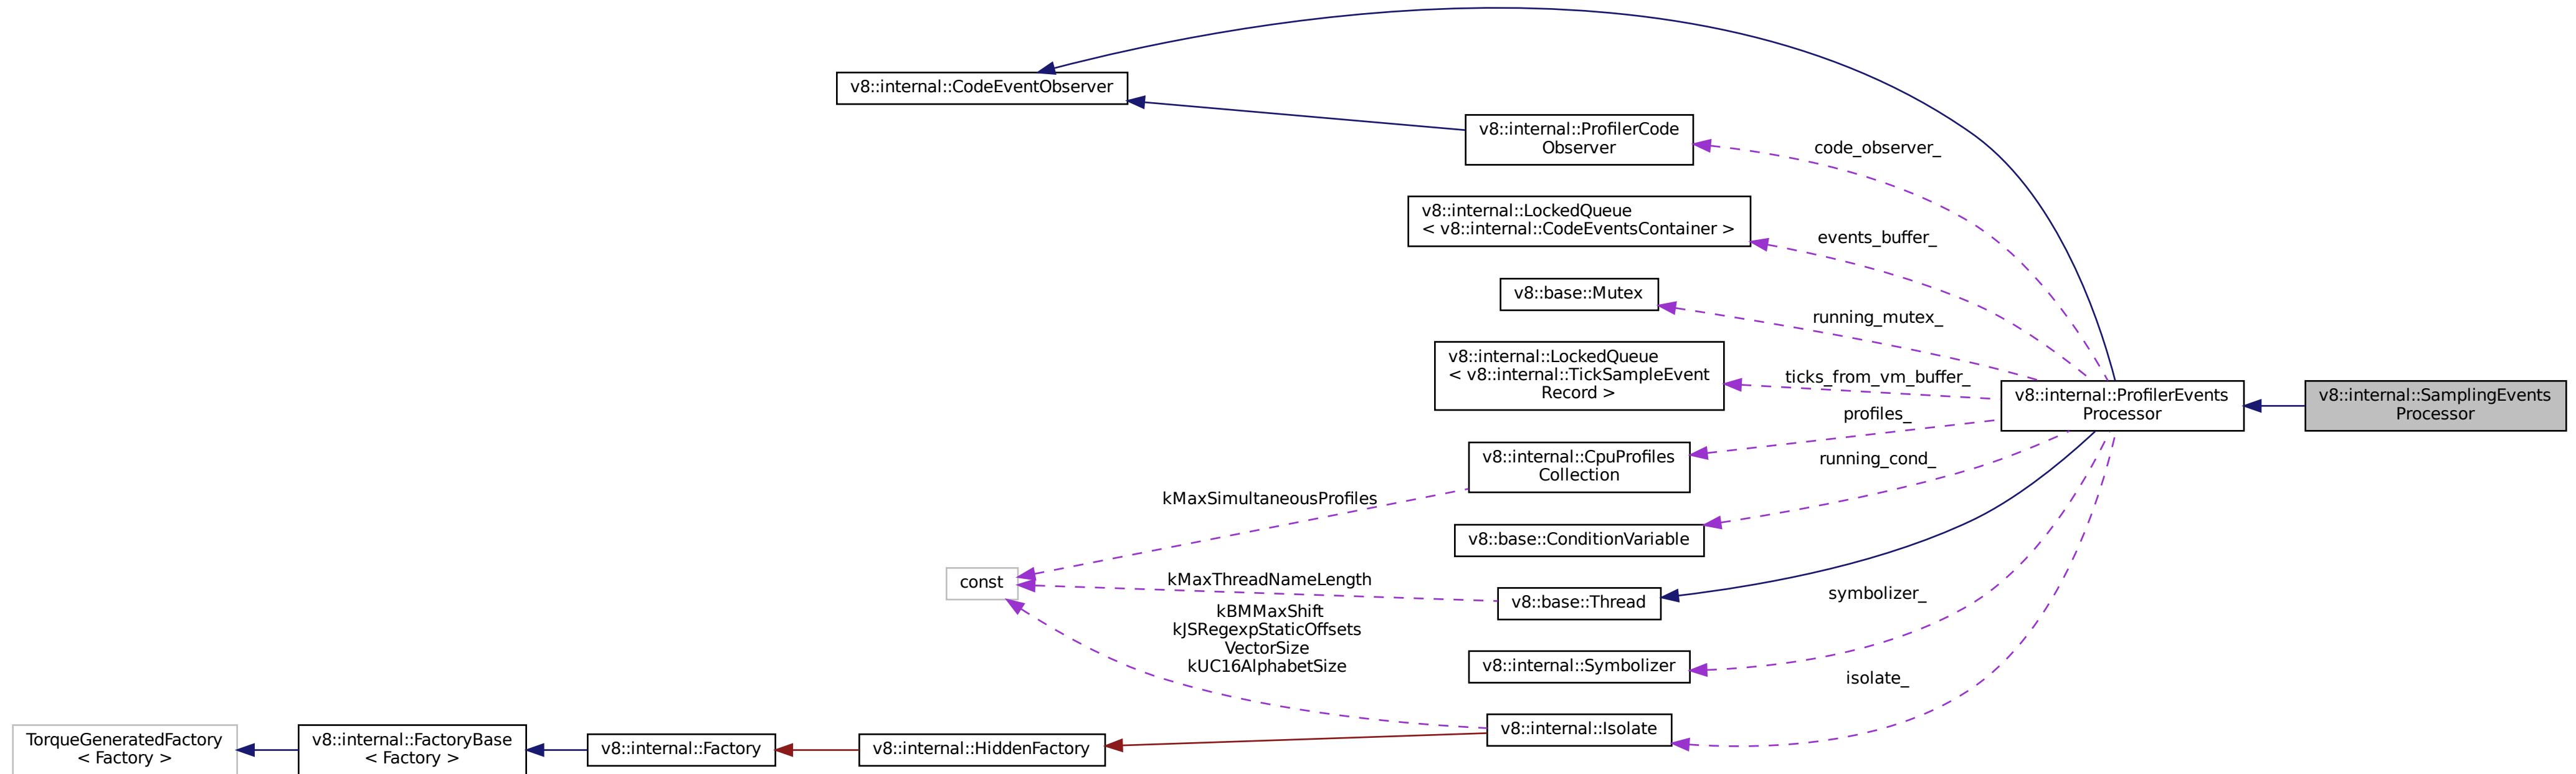 v8::internal::CodeEventObserver
v8::internal::ProfilerCode
Observer
code_observer_
v8::internal::LockedQueue
< v8::internal::CodeEventsContainer >
events_buffer_
v8::base::Mutex
running_mutex_
v8::internal::LockedQueue
< v8::internal::TickSampleEvent
Record >
ticks_from_vm_buffer_
v8::internal::ProfilerEvents
Processor
v8::internal::SamplingEvents
Processor
profiles_
v8::internal::CpuProfiles
Collection
running_cond_
kMaxSimultaneousProfiles
v8::base::ConditionVariable
const
kMaxThreadNameLength
v8::base::Thread
symbolizer_
kBMMaxShift
kJSRegexpStaticOffsets
VectorSize
kUC16AlphabetSize
v8::internal::Symbolizer
isolate_
v8::internal::Isolate
TorqueGeneratedFactory
< Factory >
v8::internal::FactoryBase
< Factory >
v8::internal::Factory
v8::internal::HiddenFactory